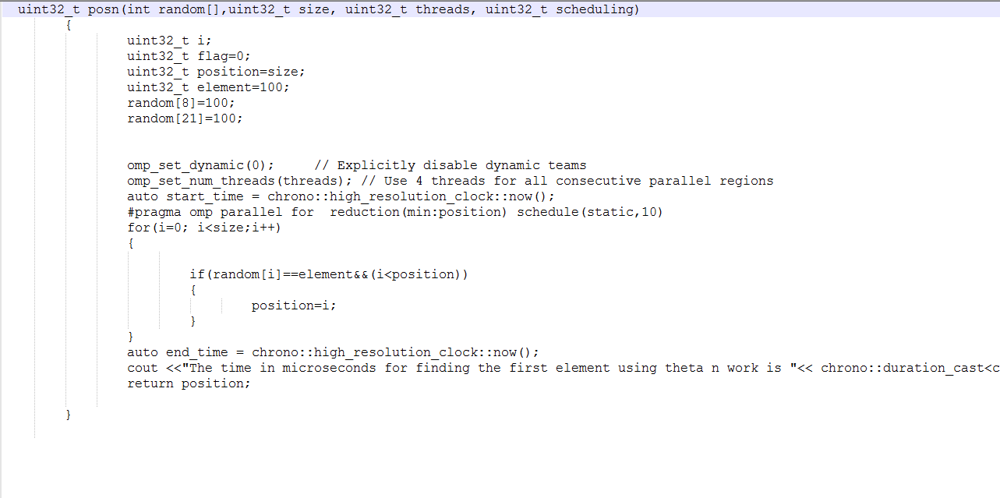 uint32_t posn(int random[],uint32_t size, uint32_t threads, uint32_t scheduling)
{
uint32_t i;
uint32_t flag=0;
uint32_t position=size;
uint32_t element=100;
random[8]=100;
random[21]=100;
omp_set_dynamic(0);     // Explicitly disable dynamic teams
omp_set_num_threads(threads); // Use 4 threads for all consecutive parallel regions
auto start_time = chrono::high_resolution_clock::now();
#pragma omp parallel for  reduction(min:position) schedule(static,10)
for(i=0; i<size;i++)
{
if(random[i]==element&&(i<position))
{
position=i;
}
}
auto end_time = chrono::high_resolution_clock::now();
cout <<"The time in microseconds for finding the first element using theta n work is "<< chrono::duration_cast<c
return position;
}